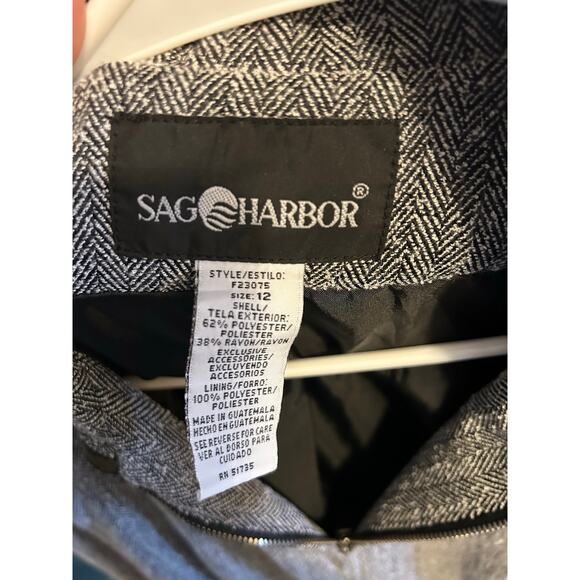 SAG HARBOR ®
STYLE/ESTILO:
F23075
SIZE: 12
SHELL/
TELA EXTERIOR:
62% POLYESTER/
POLIESTER
38% RAYON/RAYON
EXCLUSIVE
ACCESSORIES/
EXCLUYENDO
ACCESORIOS
LINING/FORRO:
100% POLYESTER/
POLIESTER
MADE IN GUATEMALA
HECHO EN GUATEMALA
SEE REVERSE FOR CARE
VER AL DORSO PARA
CUIDADO
RN 51735